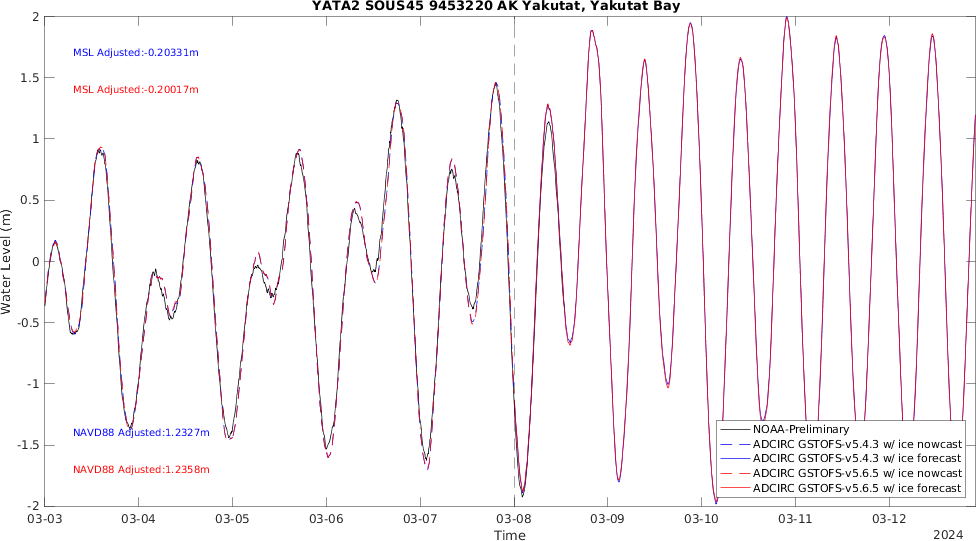 YATA2 SOUS45 9453220 AK Yakutat, Yakutat Bay
2
1.5
1
0.5
0
-0.5
-1
-1.5
-2
Water Level (m)
MSL Adjusted:-0.20331m
MSL Adjusted:-0.20017m
NAVD88 Adjusted:1.2327m
NAVD88 Adjusted:1.2358m
NOAA-Preliminary
ADCIRC GSTOFS-v5.4.3 w/ ice nowcast
ADCIRC GSTOFS-v5.4.3 w/ ice forecast
ADCIRC GSTOFS-v5.6.5 w/ ice nowcast
ADCIRC GSTOFS-v5.6.5 w/ ice forecast
03-03 03-04 03-05 03-06 03-07 03-08 03-09 03-10 03-11 03-12
Time
2024